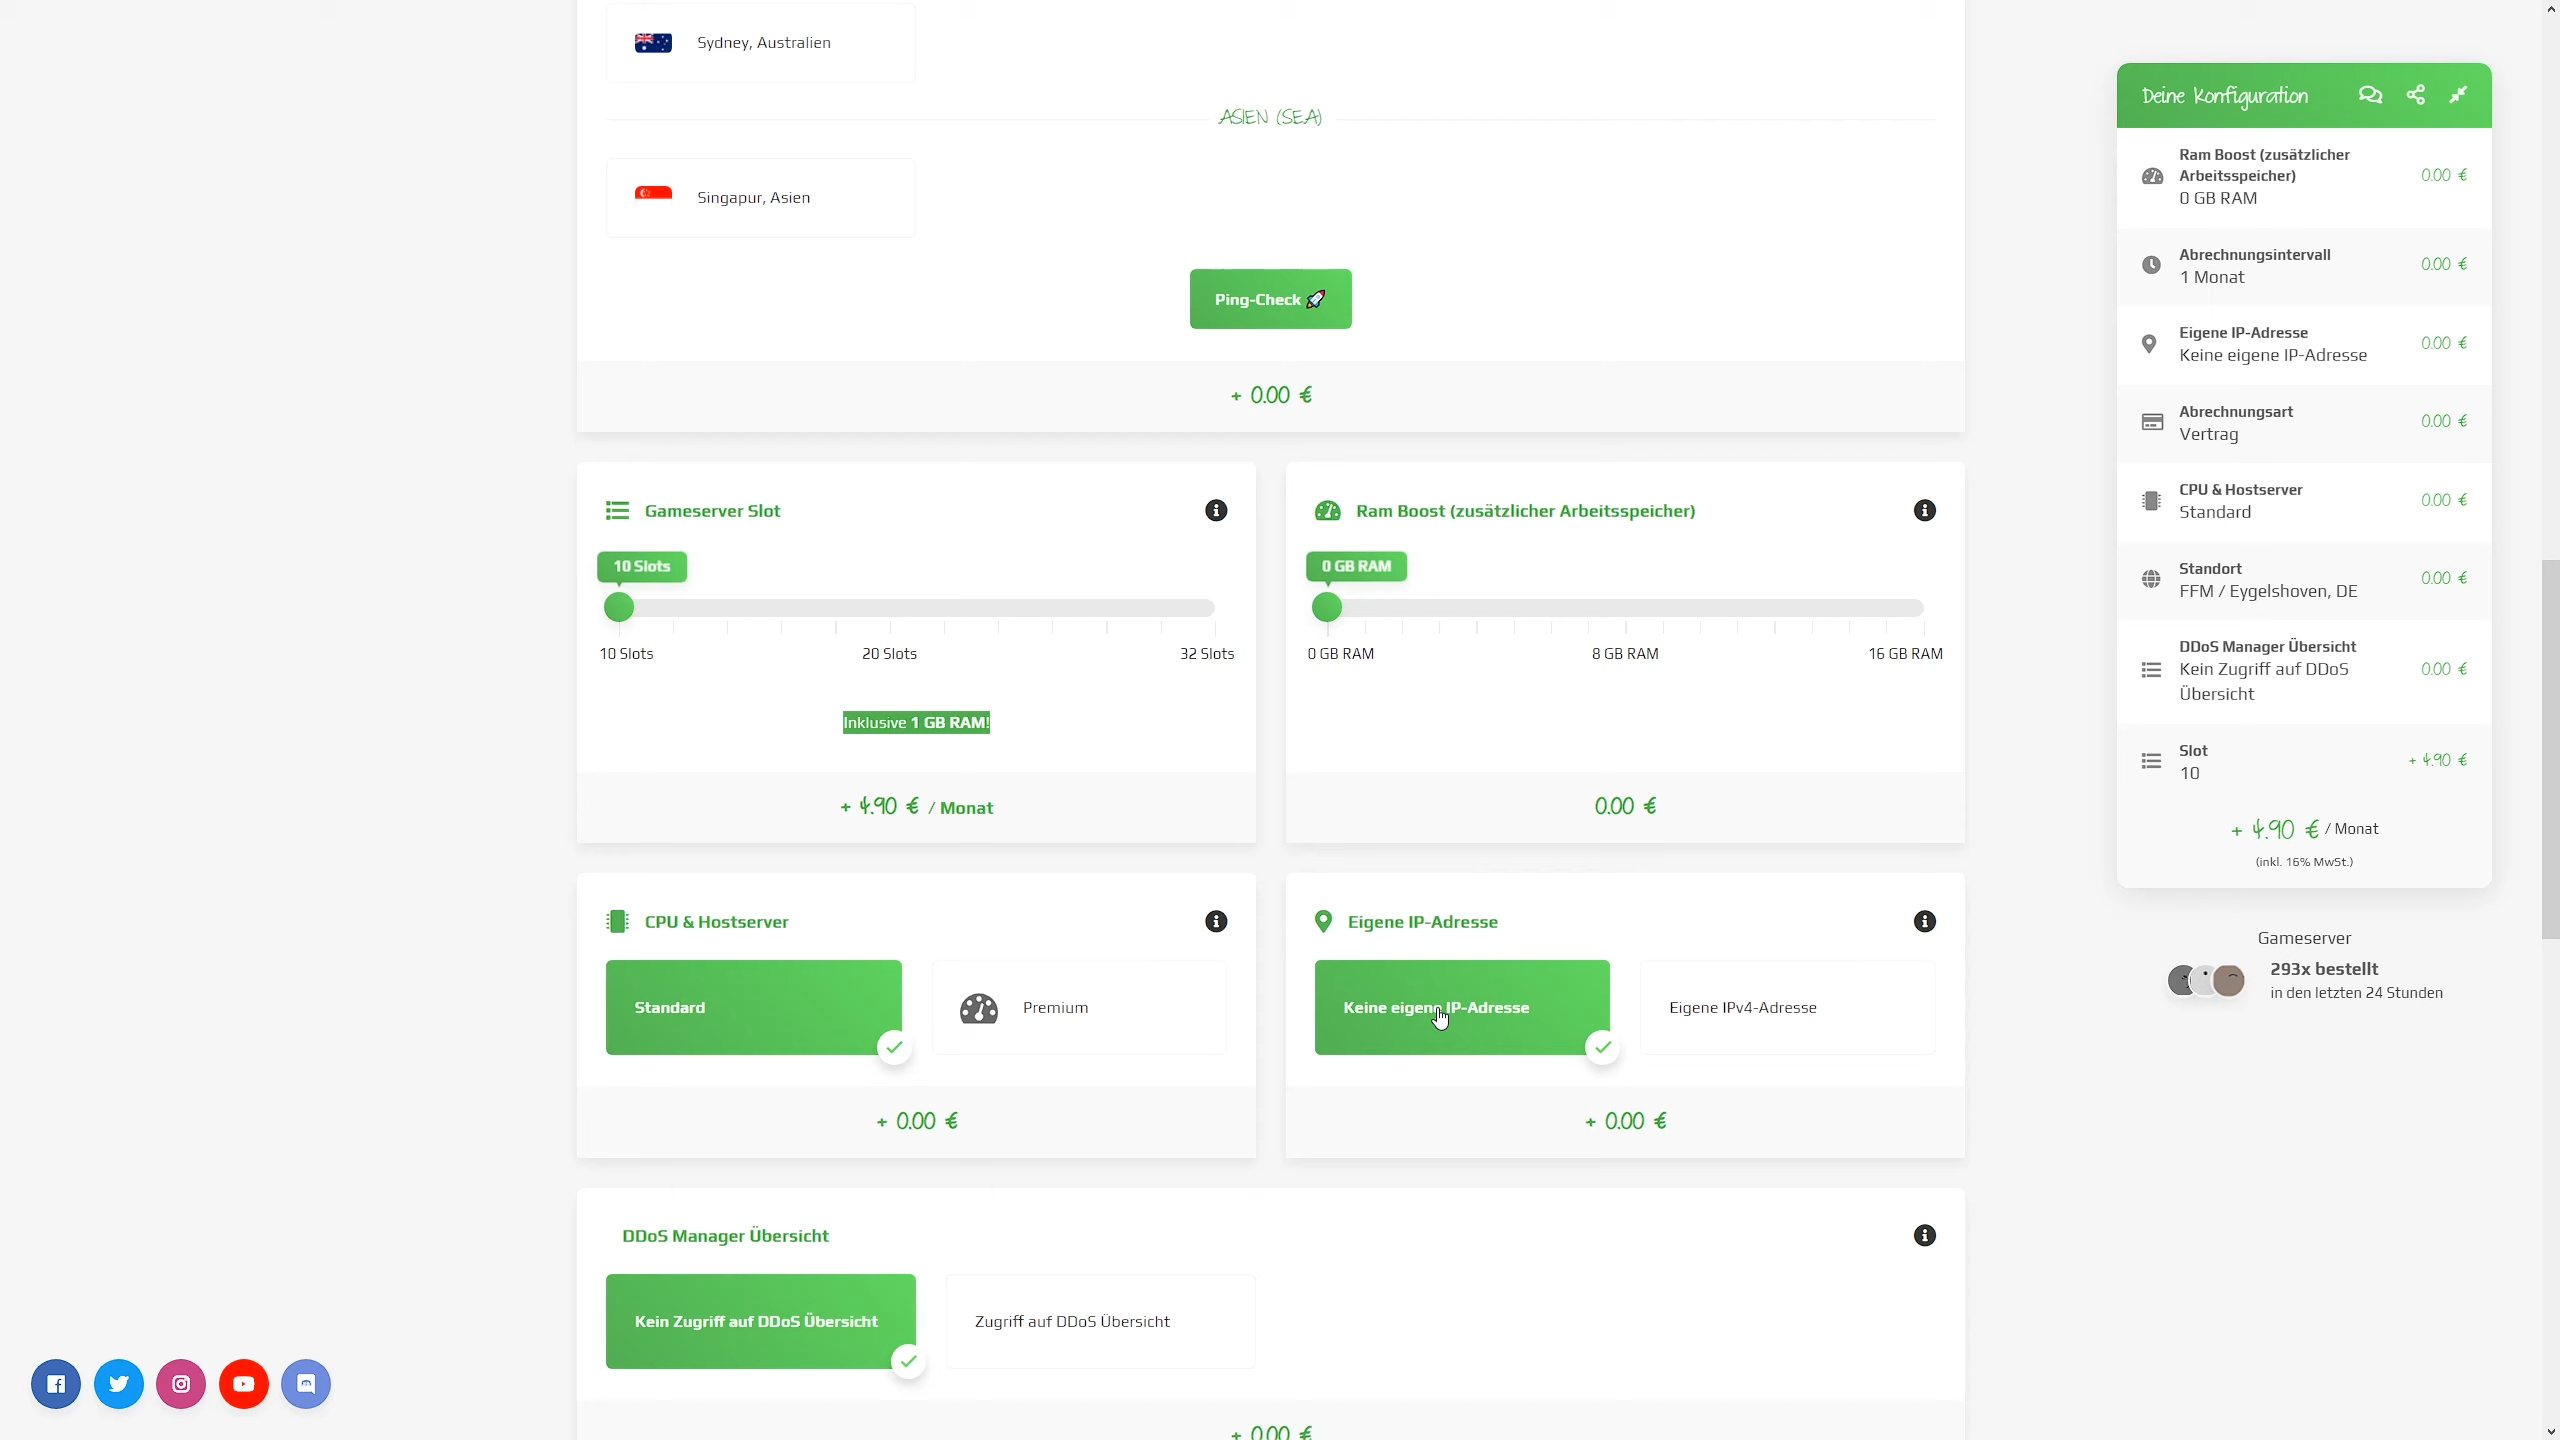 Sydney, Australien
ASIEN (SEA)
Singapur, Asien
Ping-Check
+ 0.00 €
Gameserver Slot
10 Slots
10 Slots
20 Slots
32 Slots
Inklusive 1 GB RAM!
+ 4.90 € / Monat
Ram Boost (zusätzlicher Arbeitsspeicher)
0 GB RAM
0 GB RAM
8 GB RAM
16 GB RAM
0.00 €
CPU & Hostserver
Standard
Premium
+ 0.00 €
Eigene IP-Adresse
Keine eigene IP-Adresse
Eigene IPv4-Adresse
+ 0.00 €
DDoS Manager Übersicht
Kein Zugriff auf DDoS Übersicht
Zugriff auf DDoS Übersicht
+ 0.00 €
Deine Konfiguration
Ram Boost (zusätzlicher
Arbeitsspeicher)
0 GB RAM
0.00 €
Abrechnungsintervall
1 Monat
0.00 €
Eigene IP-Adresse
Keine eigene IP-Adresse
0.00 €
Abrechnungsart
Vertrag
0.00 €
CPU & Hostserver
Standard
0.00 €
Standort
FFM / Eygelshoven, DE
0.00 €
DDoS Manager Übersicht
Kein Zugriff auf DDoS
Übersicht
0.00 €
Slot
10
+ 4.90 €
+ 4.90 € / Monat
(inkl. 16% MwSt.)
Gameserver
293x bestellt
in den letzten 24 Stunden